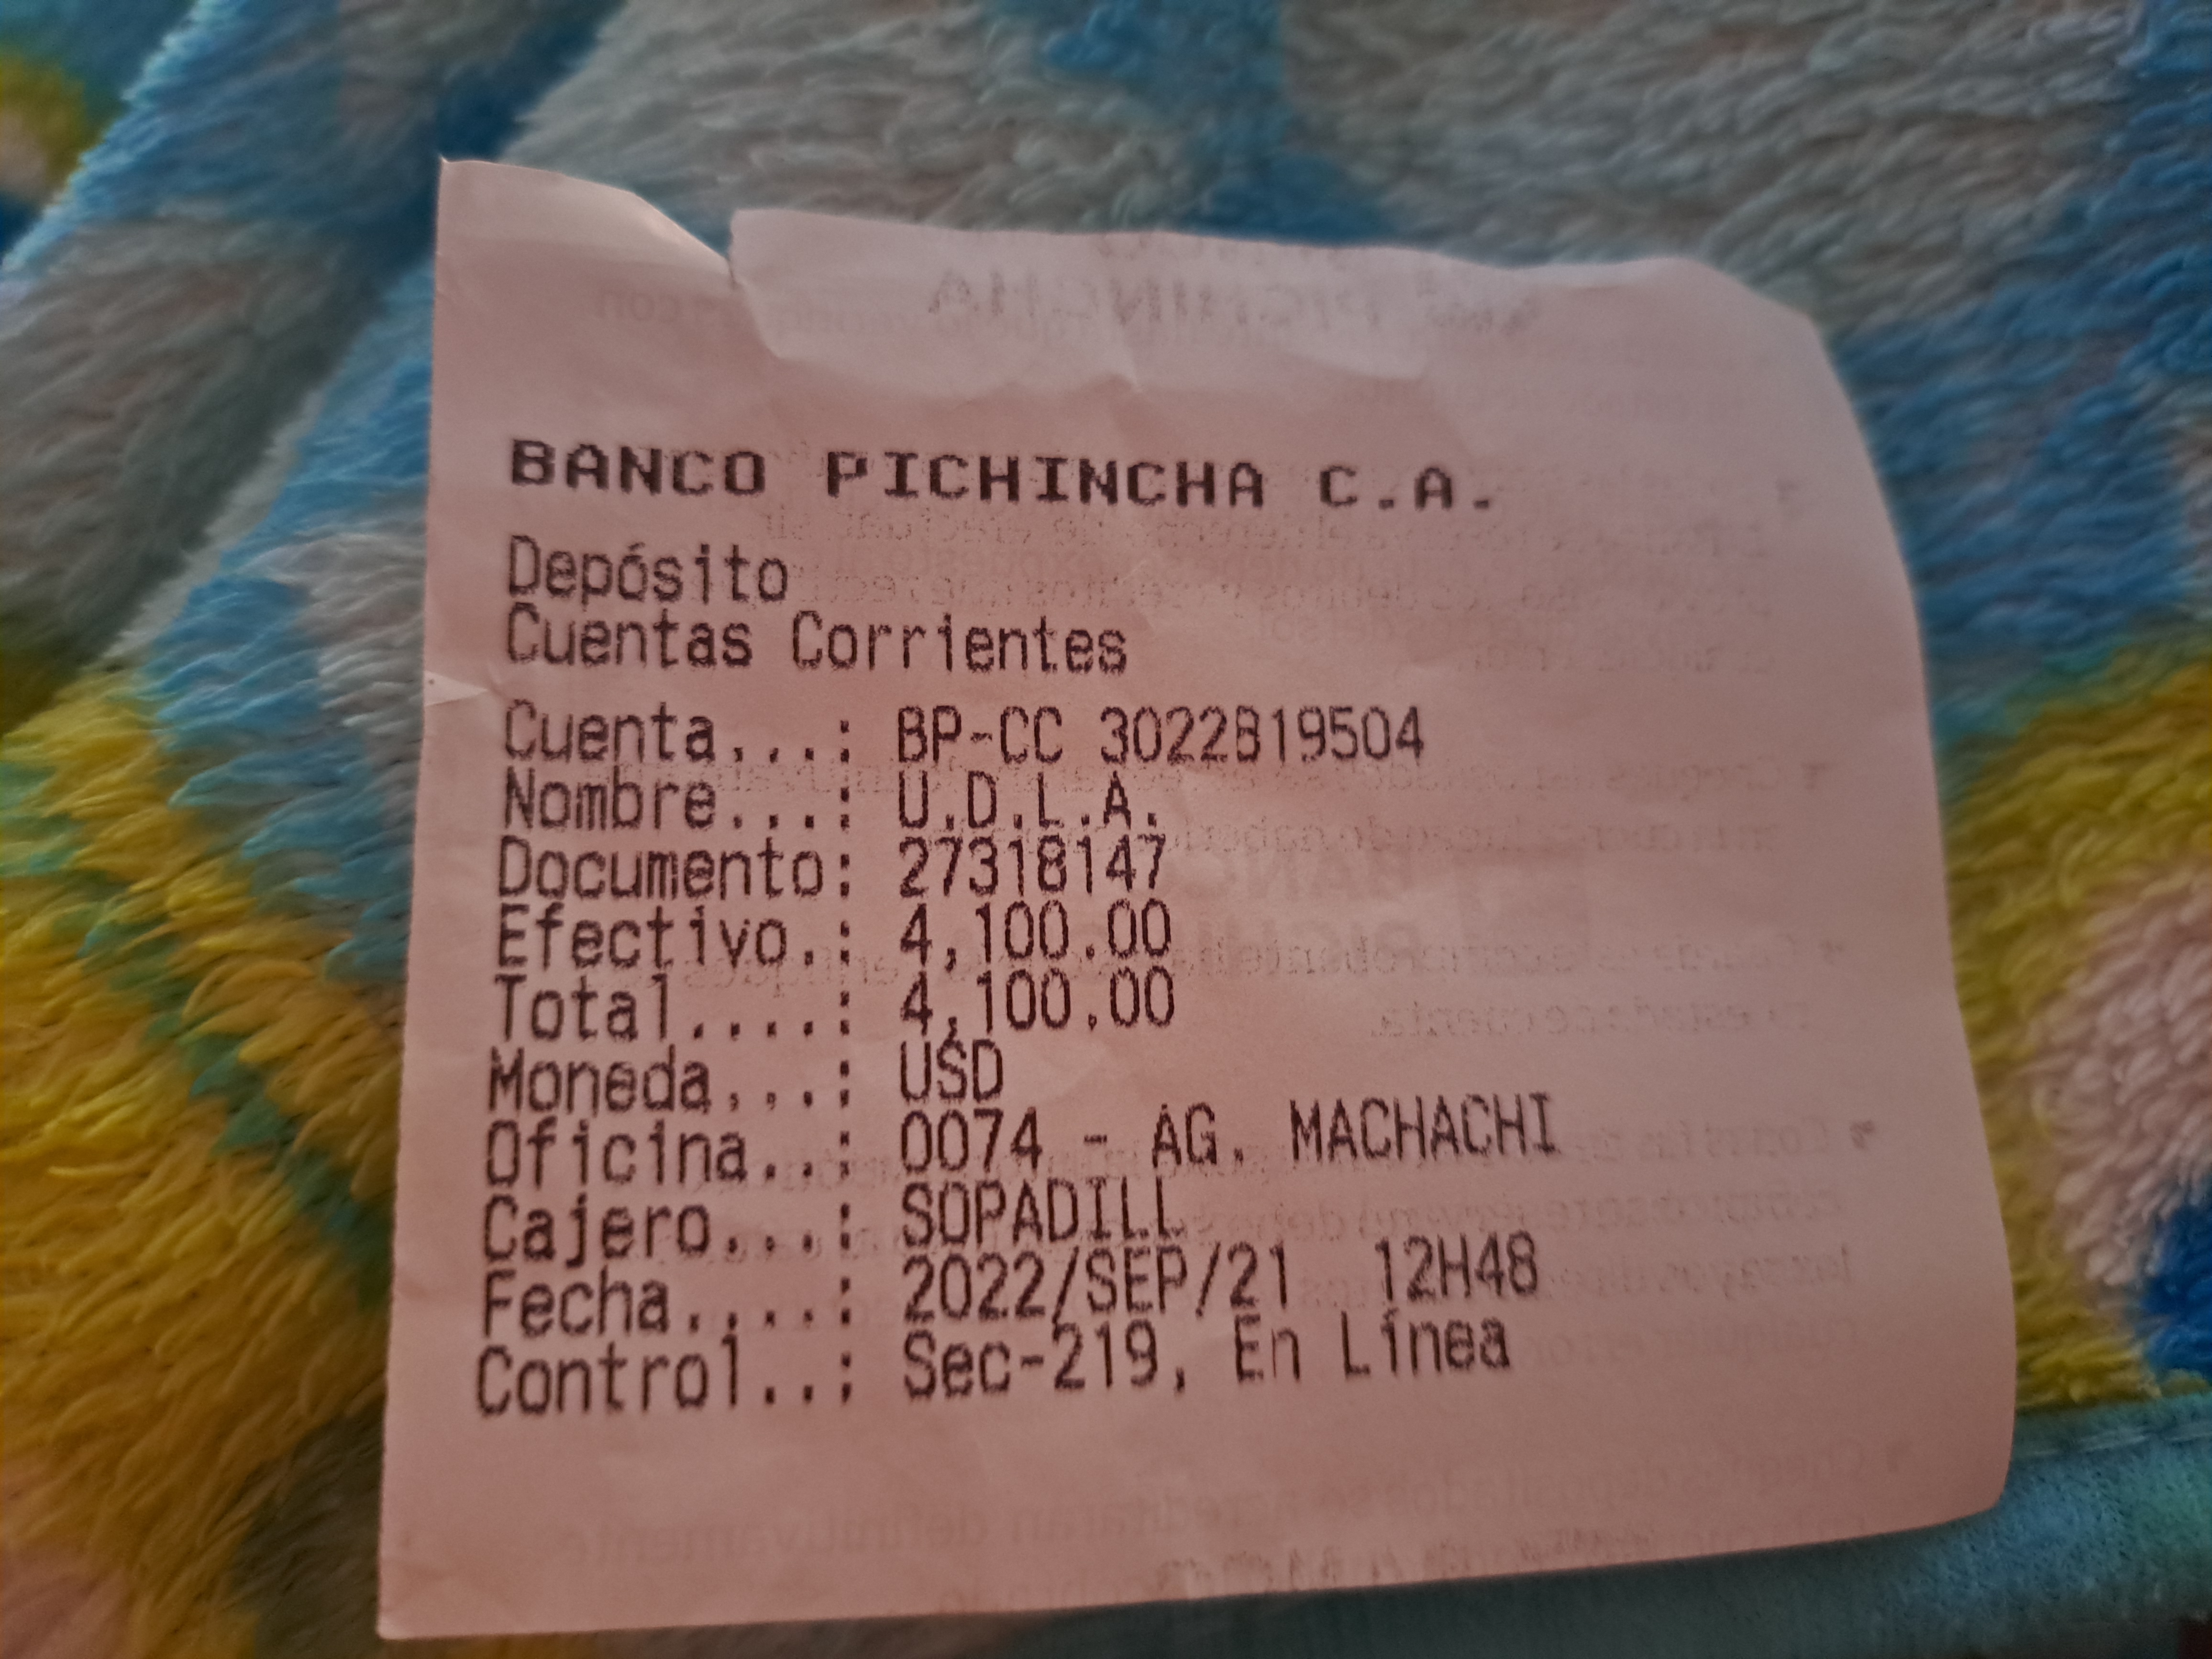 BANCO PICHINCHA C.A.
Depósito
Cuentas Corrientes
Cuenta...: BP-CC 3022819504
Nombre...: U.D.L.A.
Documento: 27318147
Efectivo.: 4,100.00
Total....: 4,100.00
Moneda...: USD
Oficina..: 0074 - AG. MACHACHI
Cajero...: SOPADILL
Fecha....: 2022/SEP/21 12H48
Control..: Sec-219, En Línea